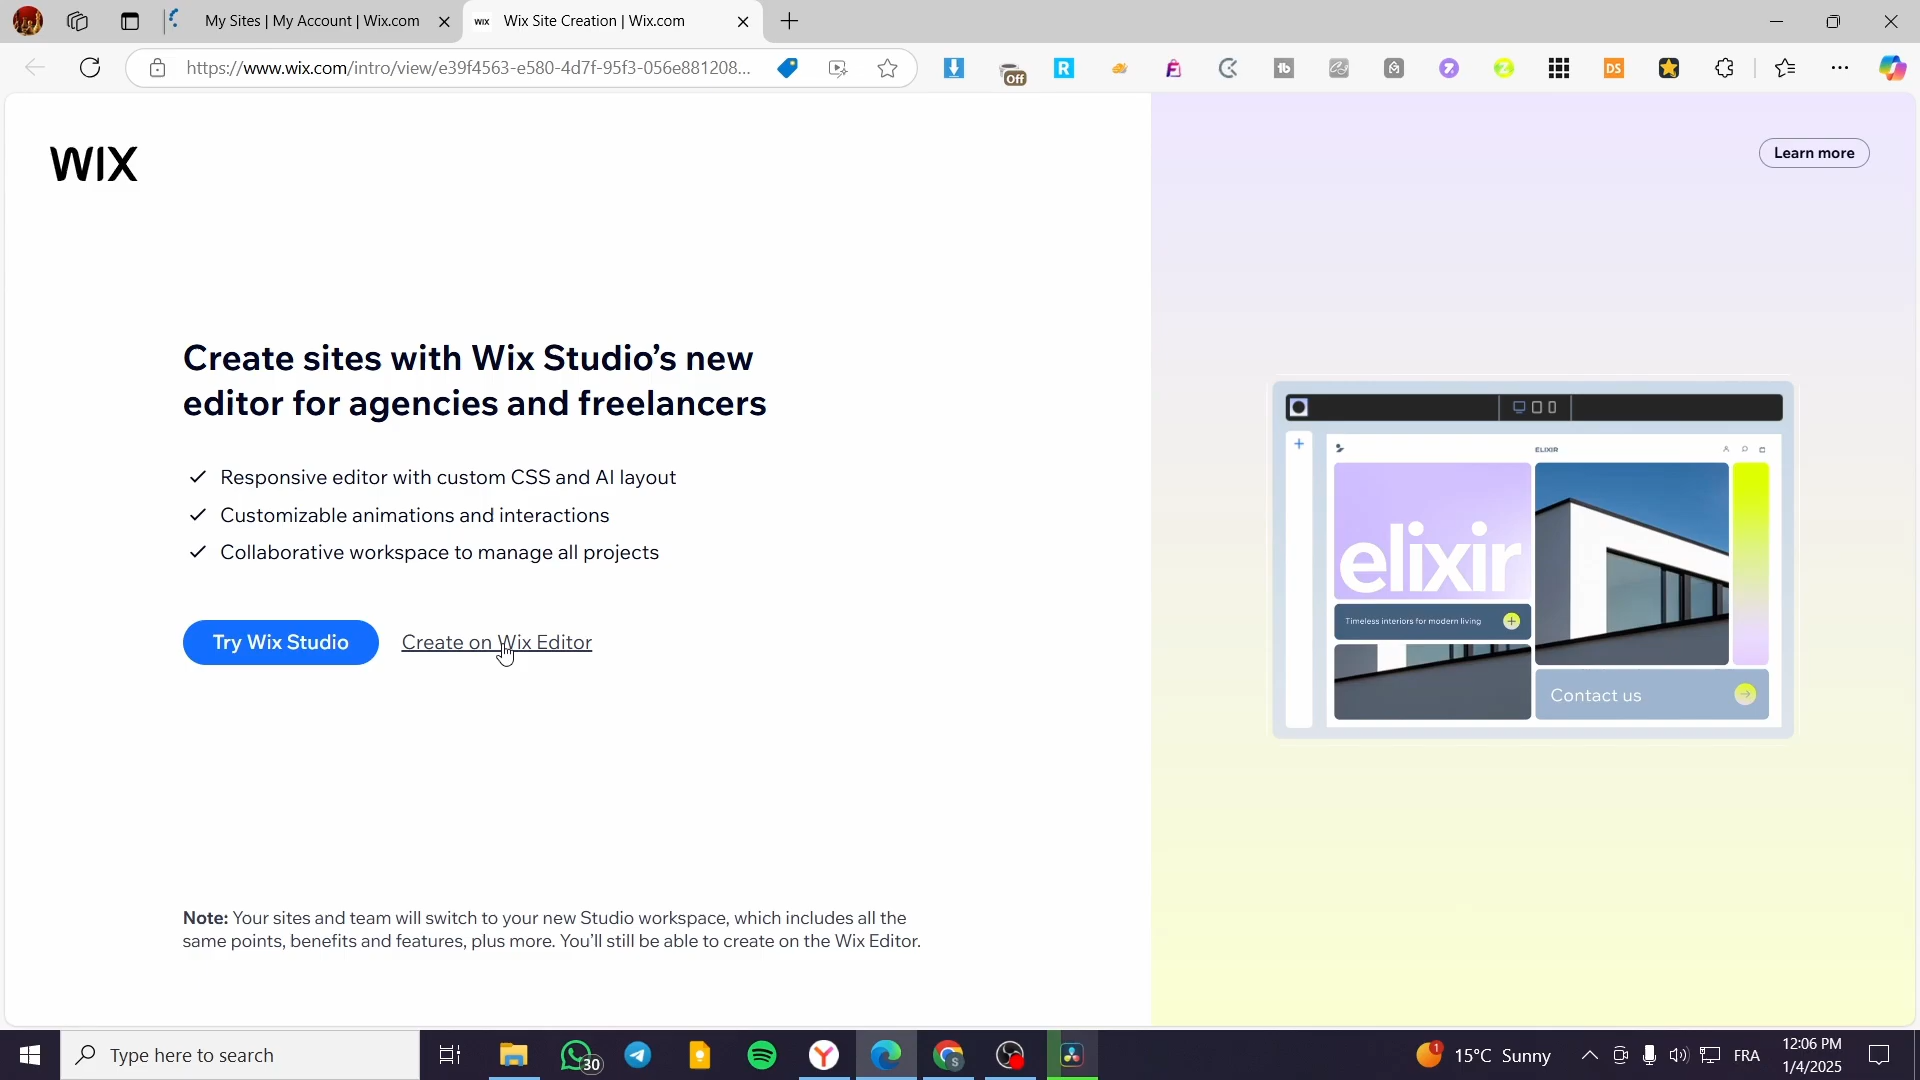 My Sites | My Account | Wix.com
WIX
Wix Site Creation | Wix.com
https://www.wix.com/intro/view/e39f4563-e580-4d7f-95f3-056e881208...
Off
R
tb
DS
WIX
Learn more
Create sites with Wix Studio's new
editor for agencies and freelancers
Responsive editor with custom CSS and AI layout
Customizable animations and interactions
Collaborative workspace to manage all projects
Try Wix Studio
Create on Wix Editor
ELIXIR
elixir
Timeless interiors for modern living
Contact us
Note: Your sites and team will switch to your new Studio workspace, which includes all the
same points, benefits and features, plus more. You'll still be able to create on the Wix Editor.
Type here to search
30
1
15°C Sunny
FRA
12:06 PM
1/4/2025